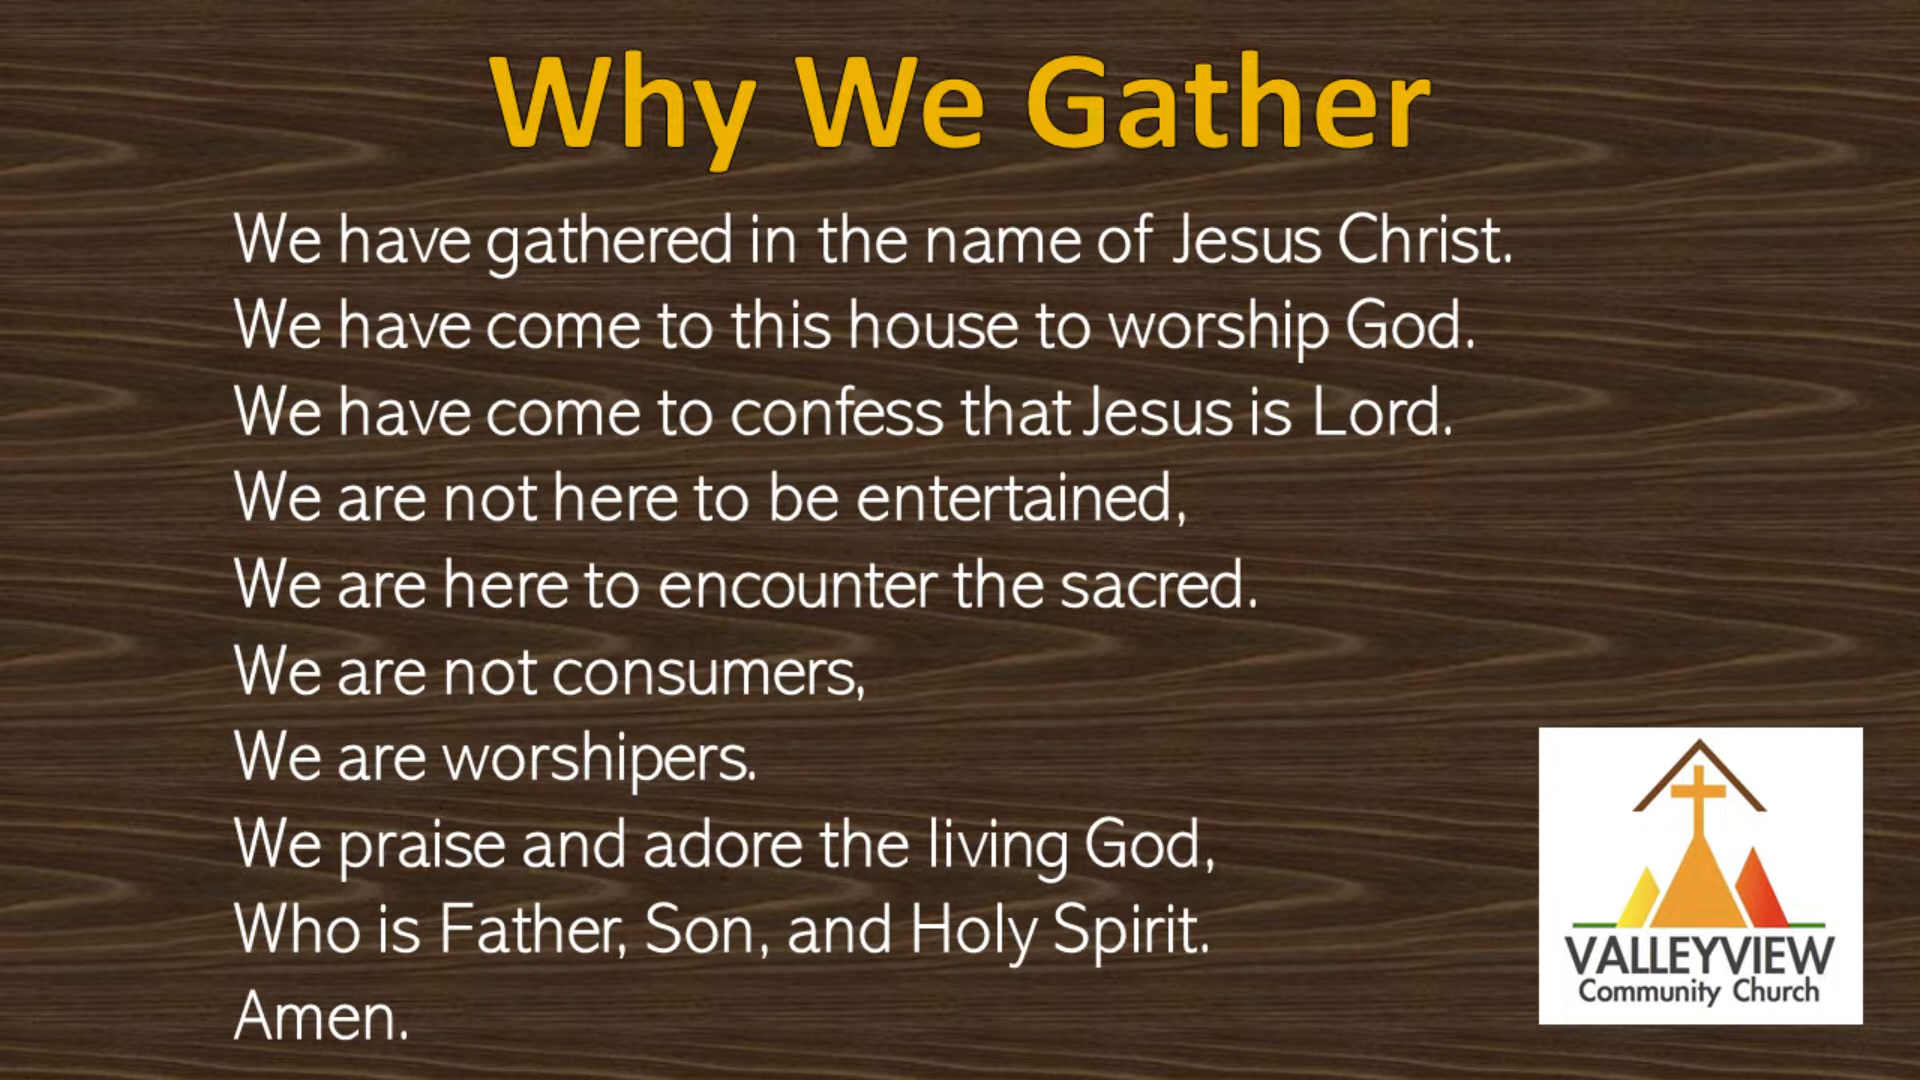 Why We Gather
We have gathered in the name of Jesus Christ.
We have come to this house to worship God.
We have come to confess that Jesus is Lord.
We are not here to be entertained,
We are here to encounter the sacred.
We are not consumers,
We are worshipers.
We praise and adore the living God,
Who is Father, Son, and Holy Spirit.
Amen.
VALLEYVIEW
Community Church